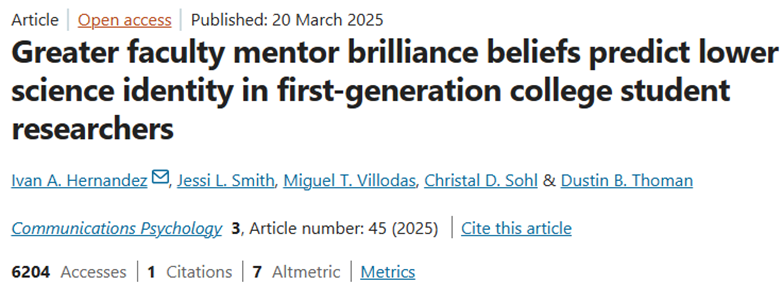 Article | Open access | Published: 20 March 2025
Greater faculty mentor brilliance beliefs predict lower
science identity in first-generation college student
researchers
Ivan A. Hernandez, Jessi L. Smith, Miguel T. Villodas, Christal D. Sohl & Dustin B. Thoman
Communications Psychology 3, Article number: 45 (2025) | Cite this article
6204 Accesses | 1 Citations | 7 Altmetric | Metrics